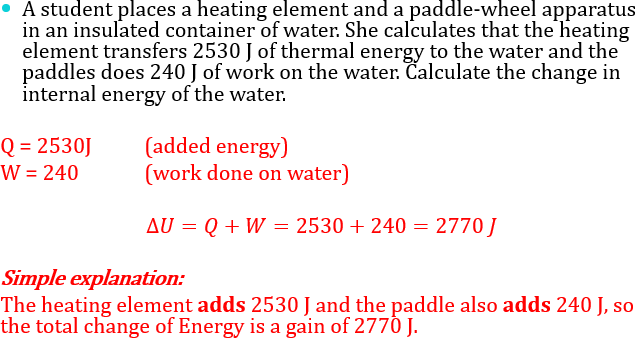 • A student places a heating element and a paddle-wheel apparatus
in an insulated container of water. She calculates that the heating
element transfers 2530 J of thermal energy to the water and the
paddles does 240 J of work on the water. Calculate the change in
internal energy of the water.
Q = 2530J (added energy)
W = 240 (work done on water)
ΔU = Q + W = 2530 + 240 = 2770 J
Simple explanation:
The heating element adds 2530 J and the paddle also adds 240 J, so
the total change of Energy is a gain of 2770 J.